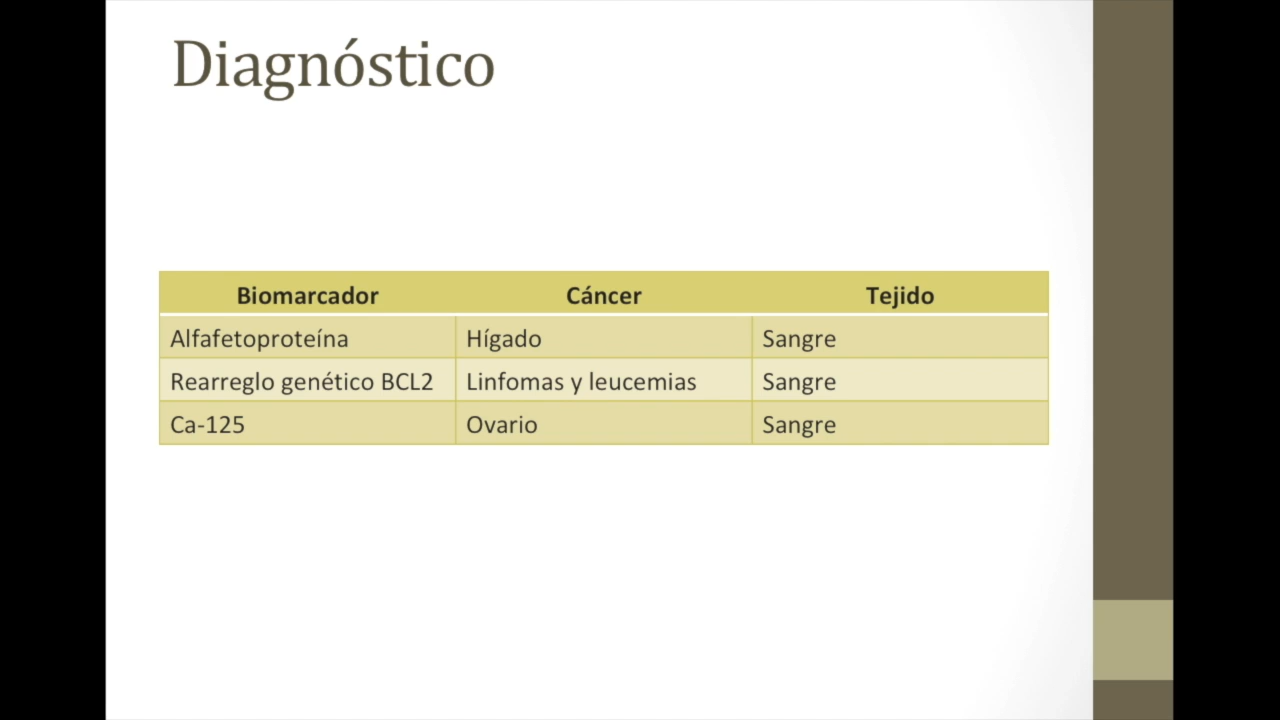 Diagnóstico
Biomarcador Cáncer Tejido
Alfafetoproteína Hígado Sangre
Rearreglo genético BCL2 Linfomas y leucemias Sangre
Ca-125 Ovario Sangre